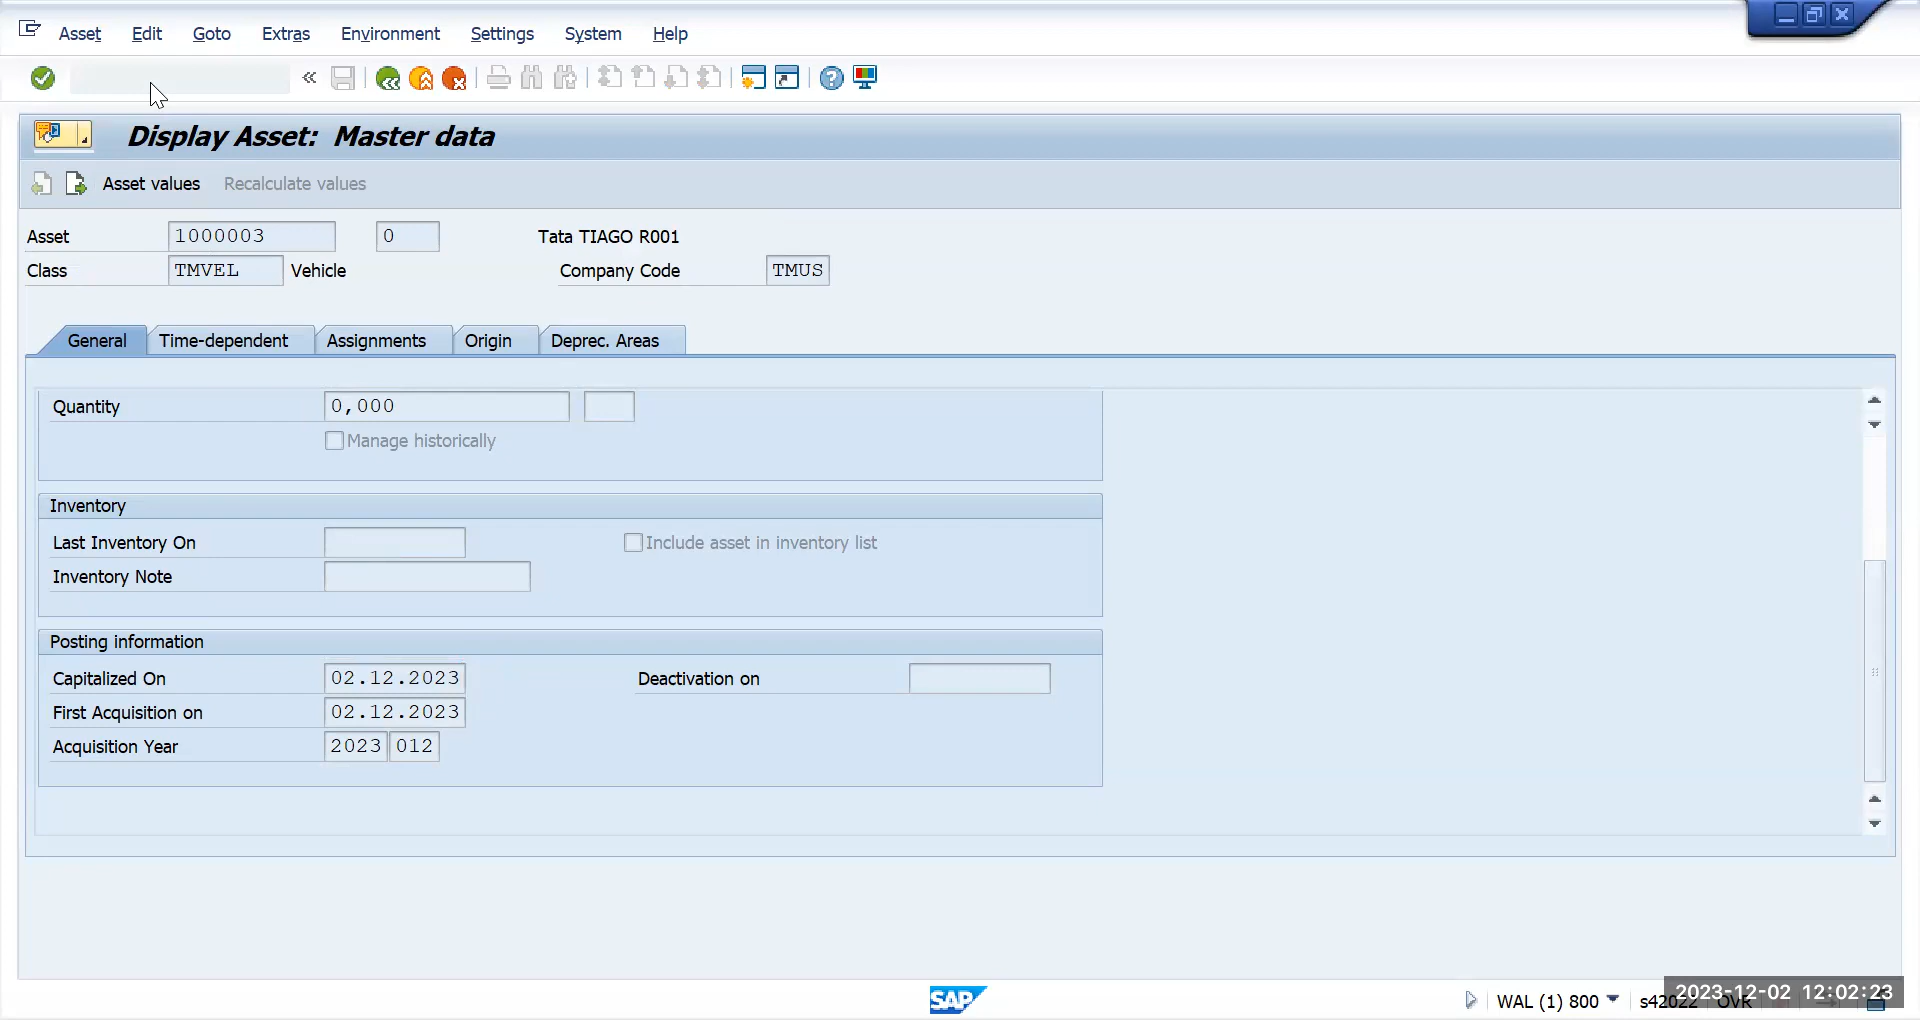 Asset Edit Goto Extras Environment Settings System Help
Display Asset: Master data
Asset values Recalculate values
Asset 1000003 0 Tata TIAGO R001
Class TMVEL Vehicle Company Code TMUS
General Time-dependent Assignments Origin Deprec. Areas
Quantity 0,000
Manage historically
Inventory
Last Inventory On Include asset in inventory list
Inventory Note
Posting information
Capitalized On 02.12.2023 Deactivation on
First Acquisition on 02.12.2023
Acquisition Year 2023 012
SAP WAL (1) 800 s42022 OVR
2023-12-02 12:02:23